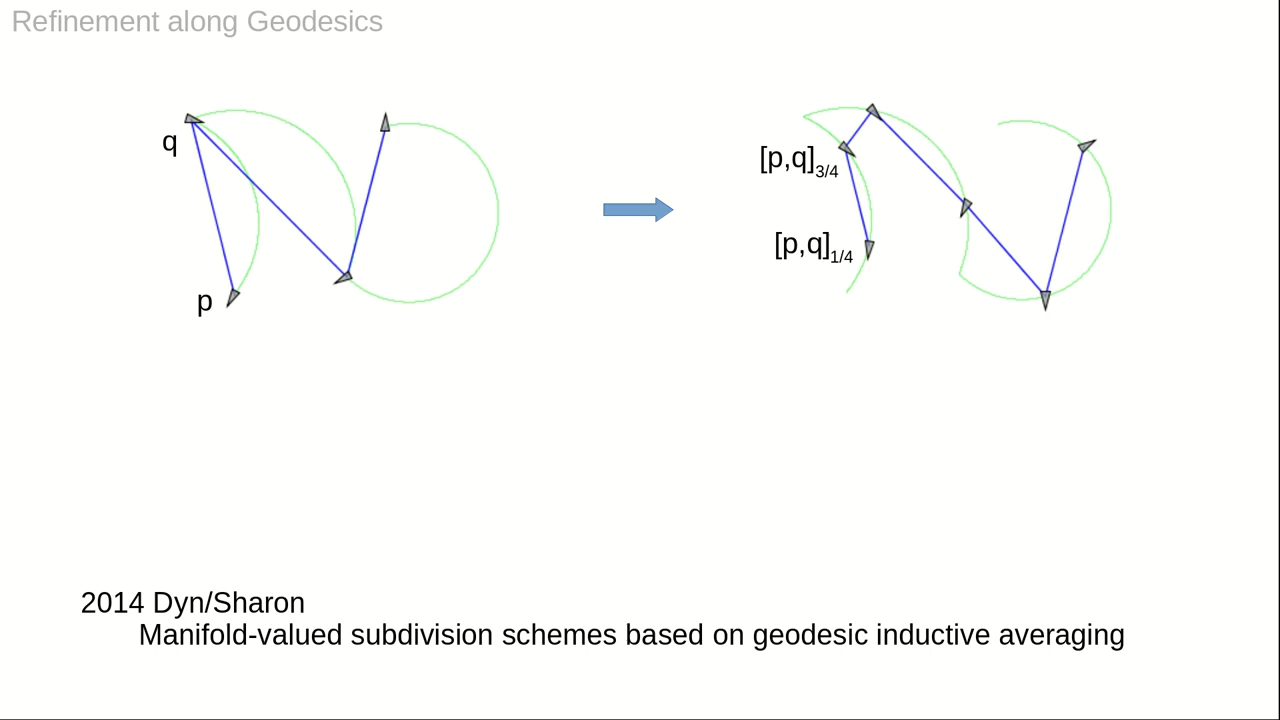 Refinement along Geodesics
q
p
[p,q]3/4
[p,q]1/4
2014 Dyn/Sharon
Manifold-valued subdivision schemes based on geodesic inductive averaging